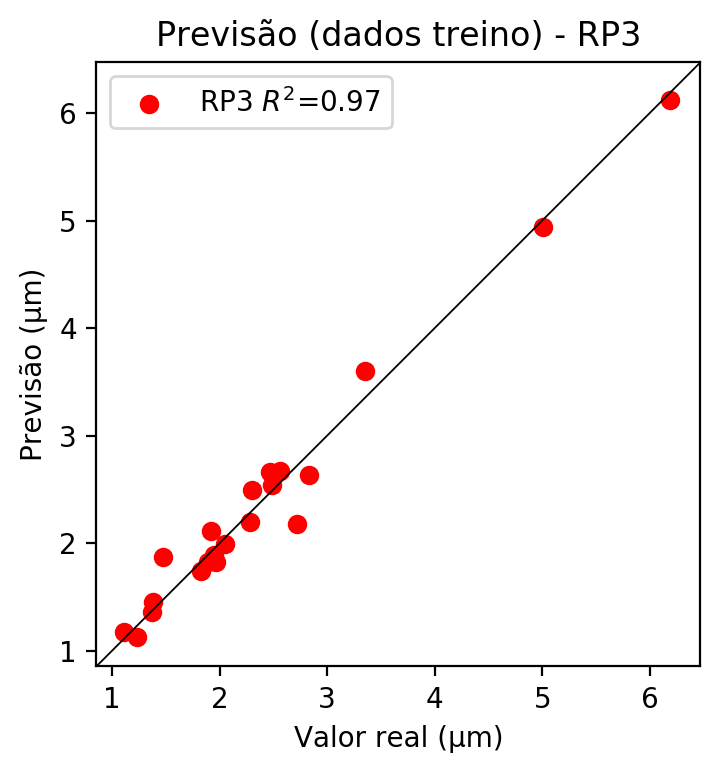 Previsão (dados treino) - RP3
RP3 R²=0.97
6
5
4
3
2
1
Previsão (µm)
1 2 3 4 5 6
Valor real (µm)